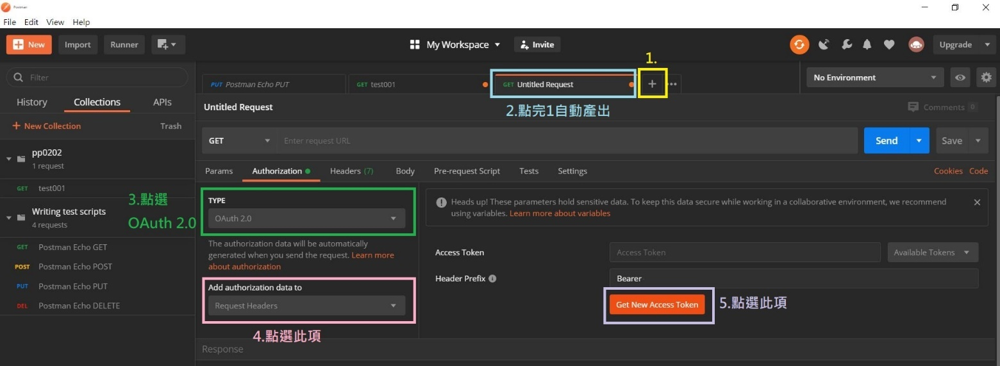 Postman
File Edit View Help
New Import Runner My Workspace Invite Upgrade
1.
Filter
PUT Postman Echo PUT GET test001 GET Untitled Request + No Environment
History Collections APIs
2.點完1自動產出
Untitled Request Comments 0
+ New Collection Trash
GET Enter request URL Send Save
pp0202
1 request
Params Authorization Headers (7) Body Pre-request Script Tests Settings Cookies Code
GET test001
3.點選
OAuth 2.0
TYPE
OAuth 2.0
Heads up! These parameters hold sensitive data. To keep this data secure while working in a collaborative environment, we recommend
using variables. Learn more about variables
Writing test scripts
4 requests
The authorization data will be automatically
generated when you send the request. Learn more
about authorization
GET Postman Echo GET
POST Postman Echo POST
PUT Postman Echo PUT
DEL Postman Echo DELETE
Access Token Access Token Available Tokens
Header Prefix Bearer
Add authorization data to
Request Headers
4.點選此項
Get New Access Token
5.點選此項
Response